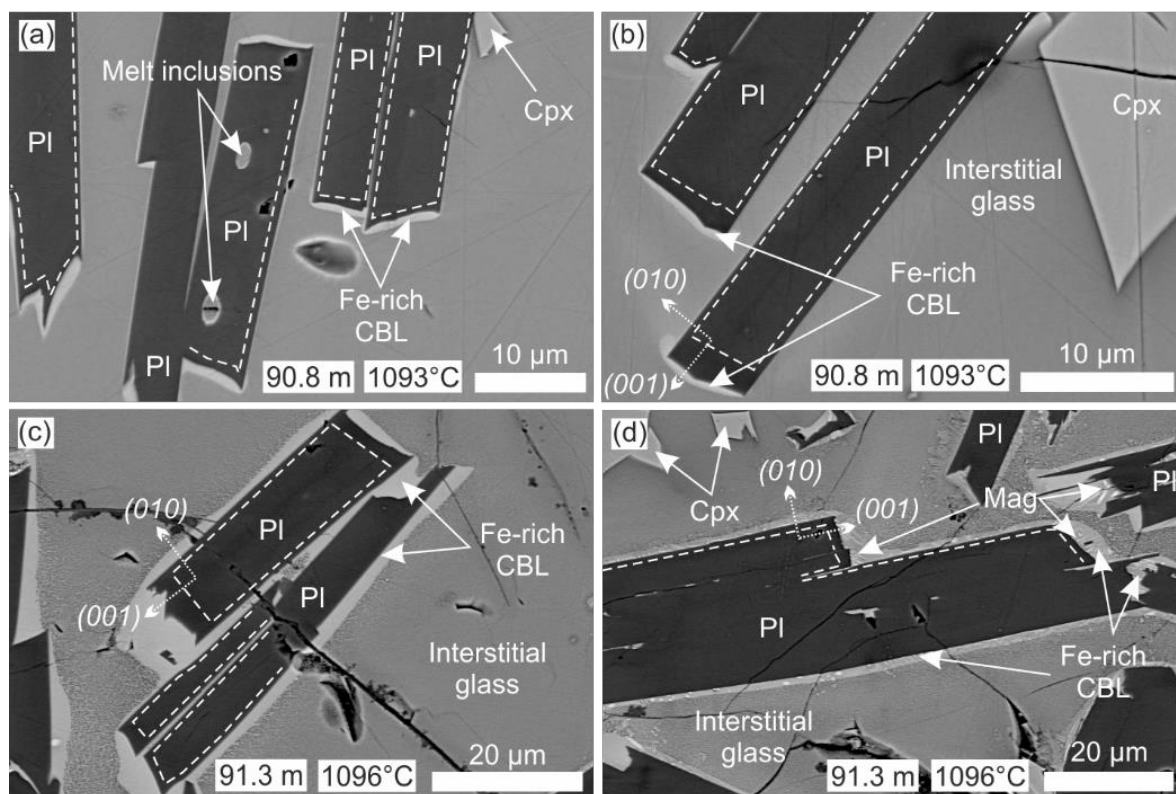 (a)
Cpx
Melt inclusions
Pl
Pl
Pl
Pl
Pl
Fe-rich
CBL
Pl
90.8 m
1093°C
10 µm
(b)
Pl
Cpx
Pl
Interstitial
glass
(010)
Fe-rich
CBL
(001)
90.8 m
1093°C
10 µm
(c)
(010)
Pl
Fe-rich
CBL
Pl
(001)
Interstitial
glass
91.3 m
1096°C
20 µm
(d)
Cpx
(010)
(001)
Pl
Mag
Pl
Pl
Fe-rich
CBL
Interstitial
glass
91.3 m
1096°C
20 µm